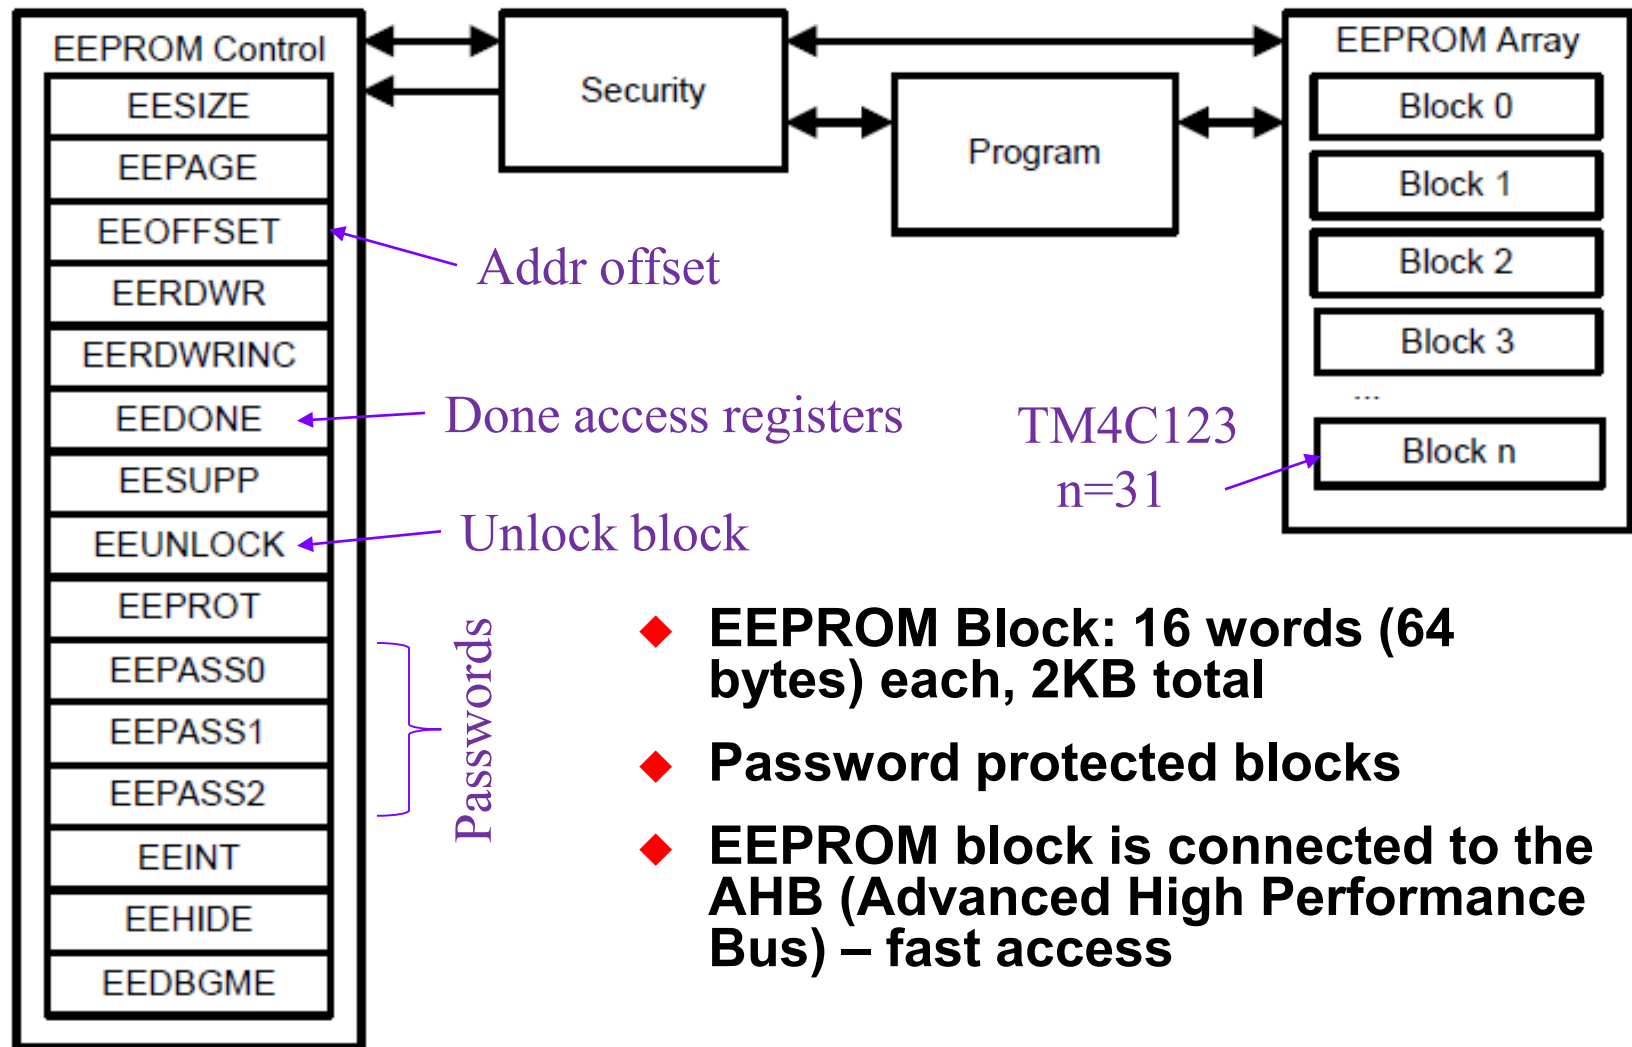 EEPROM Control
EESIZE
EEPAGE
EEOFFSET
EERDWR
EERDWRINC
EEDONE
EESUPP
EEUNLOCK
EEPROT
EEPASS0
EEPASS1
EEPASS2
EEINT
EEHIDE
EEDBGME
Security
Program
EEPROM Array
Block 0
Block 1
Block 2
Block 3
...
Block n
Addr offset
Done access registers
Unlock block
Passwords
TM4C123
n=31
EEPROM Block: 16 words (64
bytes) each, 2KB total
Password protected blocks
EEPROM block is connected to the
AHB (Advanced High Performance
Bus) – fast access